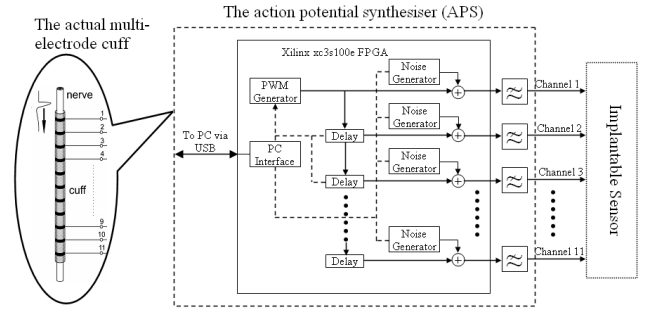 The actual multi-
electrode cuff
nerve
1
2
3
4
cuff
9
10
11
The action potential synthesiser (APS)
Xilinx xc3s100e FPGA
To PC via
USB
PWM
Generator
PC
Interface
Delay
Delay
Delay
Noise
Generator
Noise
Generator
Noise
Generator
Noise
Generator
Channel 1
Channel 2
Channel 3
Channel 11
Implantable Sensor